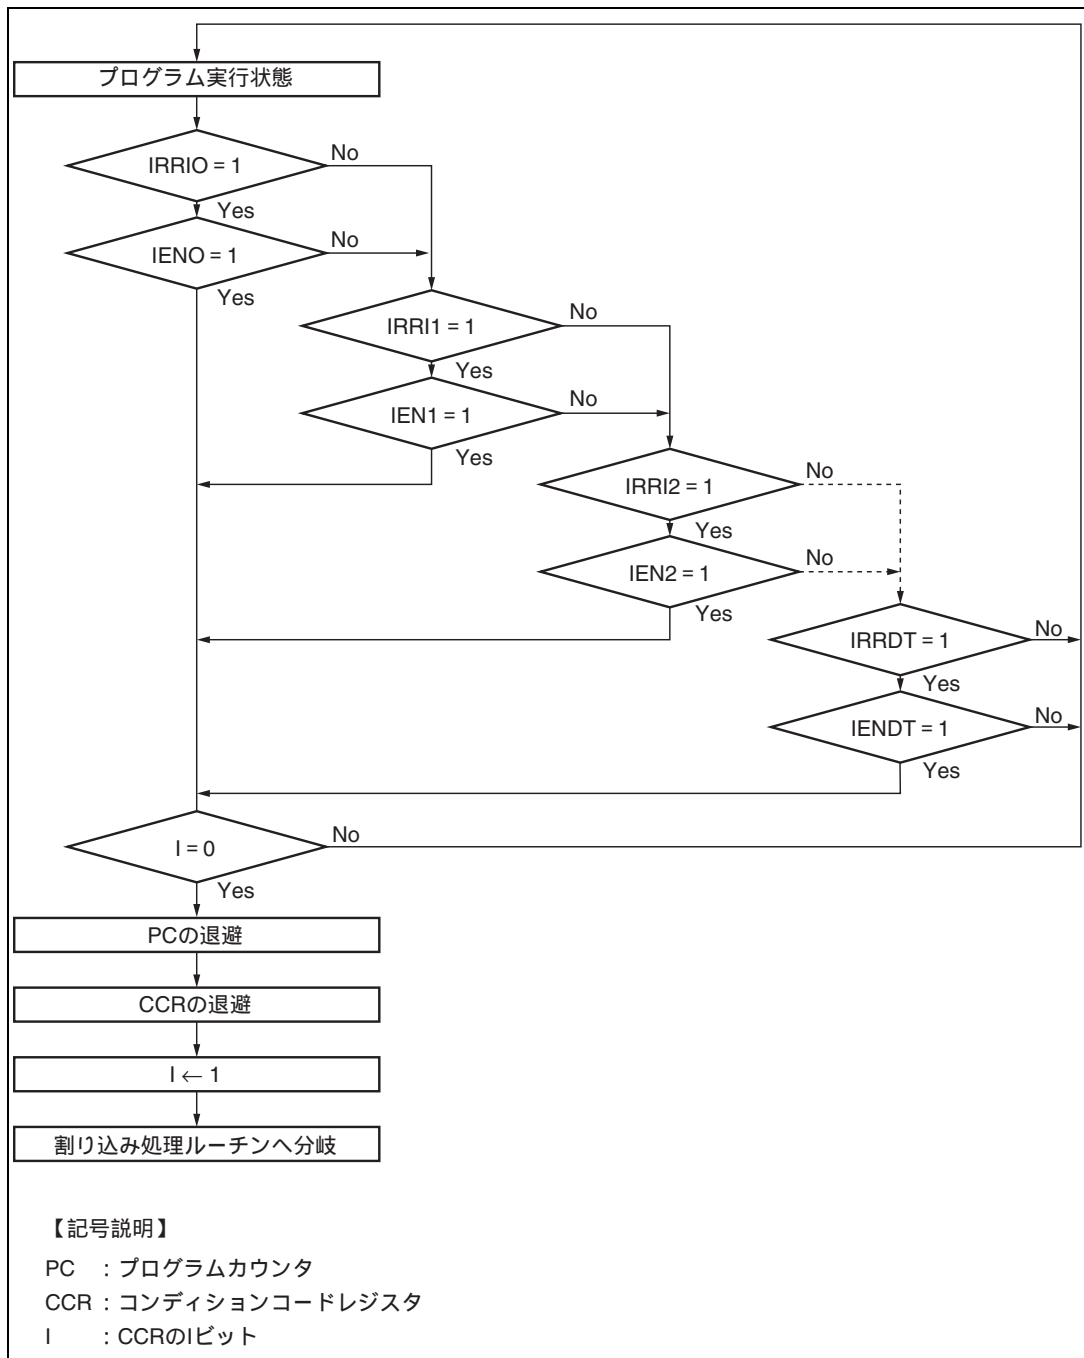 プログラム実行状態
IRRIO = 1
No
Yes
IENO = 1
No
Yes
IRRI1 = 1
No
Yes
IEN1 = 1
No
Yes
IRRI2 = 1
No
Yes
IEN2 = 1
No
Yes
IRRDT = 1
No
Yes
IENDT = 1
No
Yes
I = 0
No
Yes
PCの退避
CCRの退避
I ← 1
割り込み処理ルーチンへ分岐
【記号説明】
PC : プログラムカウンタ
CCR : コンディションコードレジスタ
I : CCRのIビット